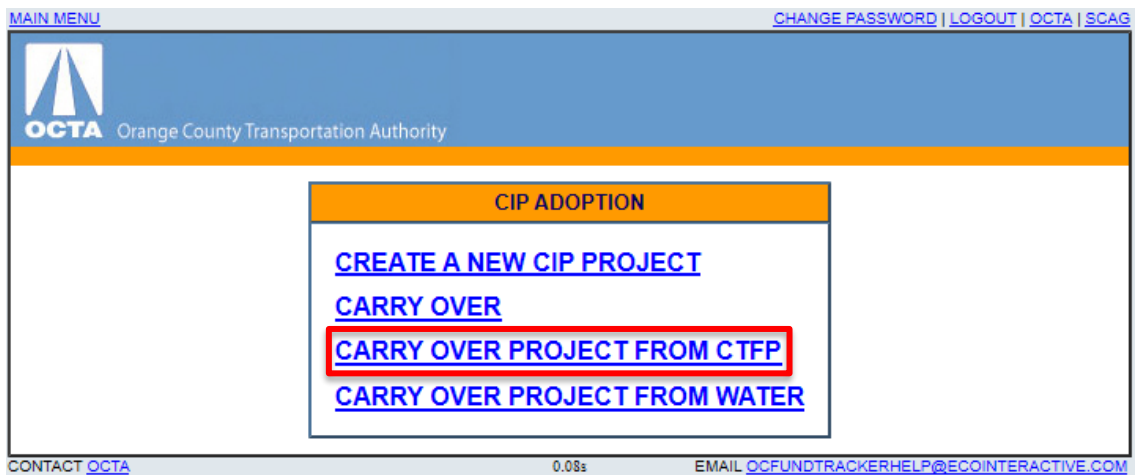 MAIN MENU CHANGE PASSWORD | LOGOUT | OCTA | SCAG
OCTA Orange County Transportation Authority
CIP ADOPTION
CREATE A NEW CIP PROJECT
CARRY OVER
CARRY OVER PROJECT FROM CTFP
CARRY OVER PROJECT FROM WATER
CONTACT OCTA 0.08s EMAIL OCFUNDTRACKERHELP@ECOINTERACTIVE.COM